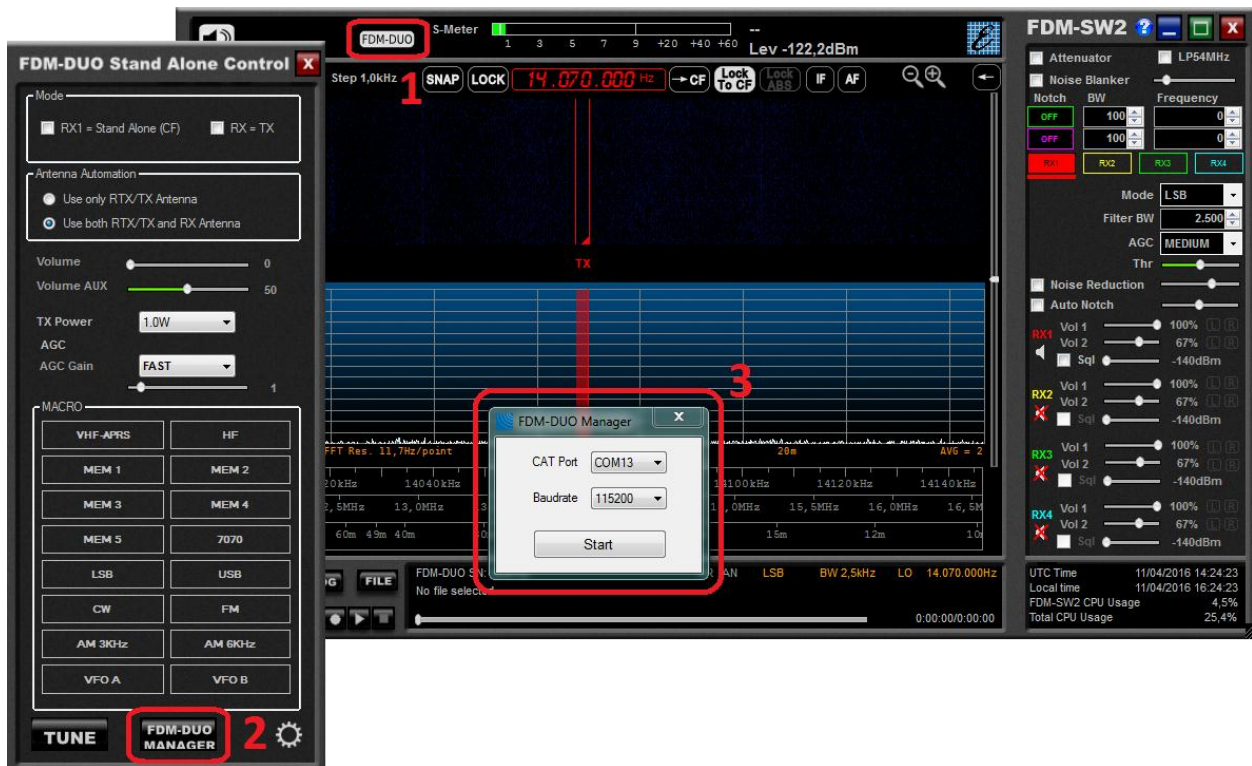 FDM-DUO Stand Alone Control X
Mode
RX1 = Stand Alone (CF) RX = TX
Antenna Automation
Use only RTX/TX Antenna
Use both RTX/TX and RX Antenna
Volume 0
Volume AUX 50
TX Power 1.0W
AGC
AGC Gain FAST
1
MACRO
VHF-APRS HF
MEM 1 MEM 2
MEM 3 MEM 4
MEM 5 7070
LSB USB
CW FM
AM 3KHz AM 6KHz
VFO A VFO B
TUNE FDM-DUO MANAGER 2
FDM-DUO S-Meter
1 3 5 7 9 +20 +40 +60 --
Lev -122,2dBm
1
Step 1,0kHz SNAP LOCK 14.070.000 Hz →CF Lock To CF Lock ABS IF AF
TX
3
FDM-DUO Manager X
CAT Port COM13
Baudrate 115200
Start
FFT Res. 11,7Hz/point 20m AVG = 2
20kHz 14040kHz 14100kHz 14120kHz 14140kHz
2,5MHz 13,0MHz ,0MHz 15,5MHz 16,0MHz 16,5M
60m 49m 40m 15m 12m 10
FILE FDM-DUO SN: AN LSB BW 2,5kHz LO 14.070.000Hz
No file selected
0:00:00/0:00:00
FDM-SW2 ? X
Attenuator LP54MHz
Noise Blanker
Notch BW Frequency
OFF 100 0
OFF 100 0
RX1 RX2 RX3 RX4
Mode LSB
Filter BW 2.500
AGC MEDIUM
Thr
Noise Reduction
Auto Notch
RX1 Vol 1 100% L R
Vol 2 67% L R
Sql -140dBm
RX2 Vol 1 100% L R
Vol 2 67% L R
Sql -140dBm
RX3 Vol 1 100% L R
Vol 2 67% L R
Sql -140dBm
RX4 Vol 1 100% L R
Vol 2 67% L R
Sql -140dBm
UTC Time 11/04/2016 14:24:23
Local time 11/04/2016 16:24:23
FDM-SW2 CPU Usage 4,5%
Total CPU Usage 25,4%